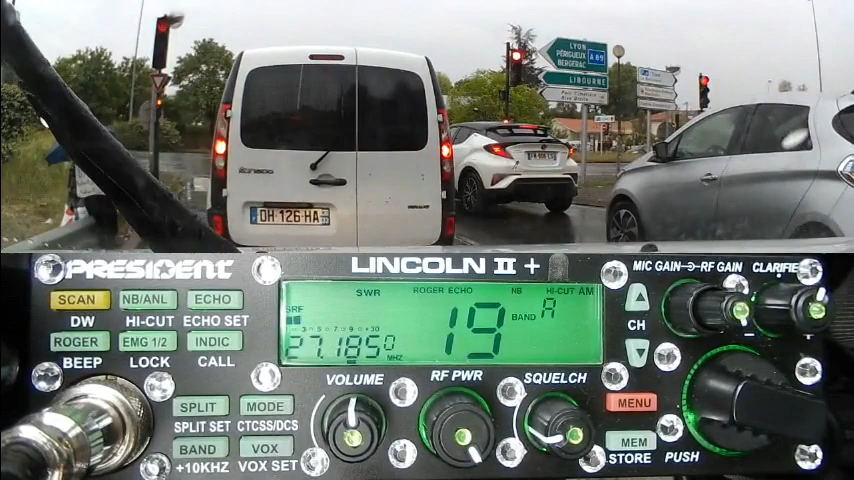 LYON
PÉRIGUEUX
BERGERAC
A 89
LIBOURNE
DH·126·HA
PRESIDENT
LINCOLN II +
MIC GAIN RF GAIN
CLARIFIER
SCAN
NB/ANL
ECHO
DW
HI-CUT
ECHO SET
ROGER
EMG 1/2
INDIC
BEEP
LOCK
CALL
SWR
ROGER ECHO
NB
HI-CUT AM
SRF
19
BAND A
27.1850 MHZ
CH
VOLUME
RF PWR
SQUELCH
SPLIT
MODE
SPLIT SET
CTCSS/DCS
BAND
VOX
+10KHZ
VOX SET
MENU
MEM
STORE
PUSH